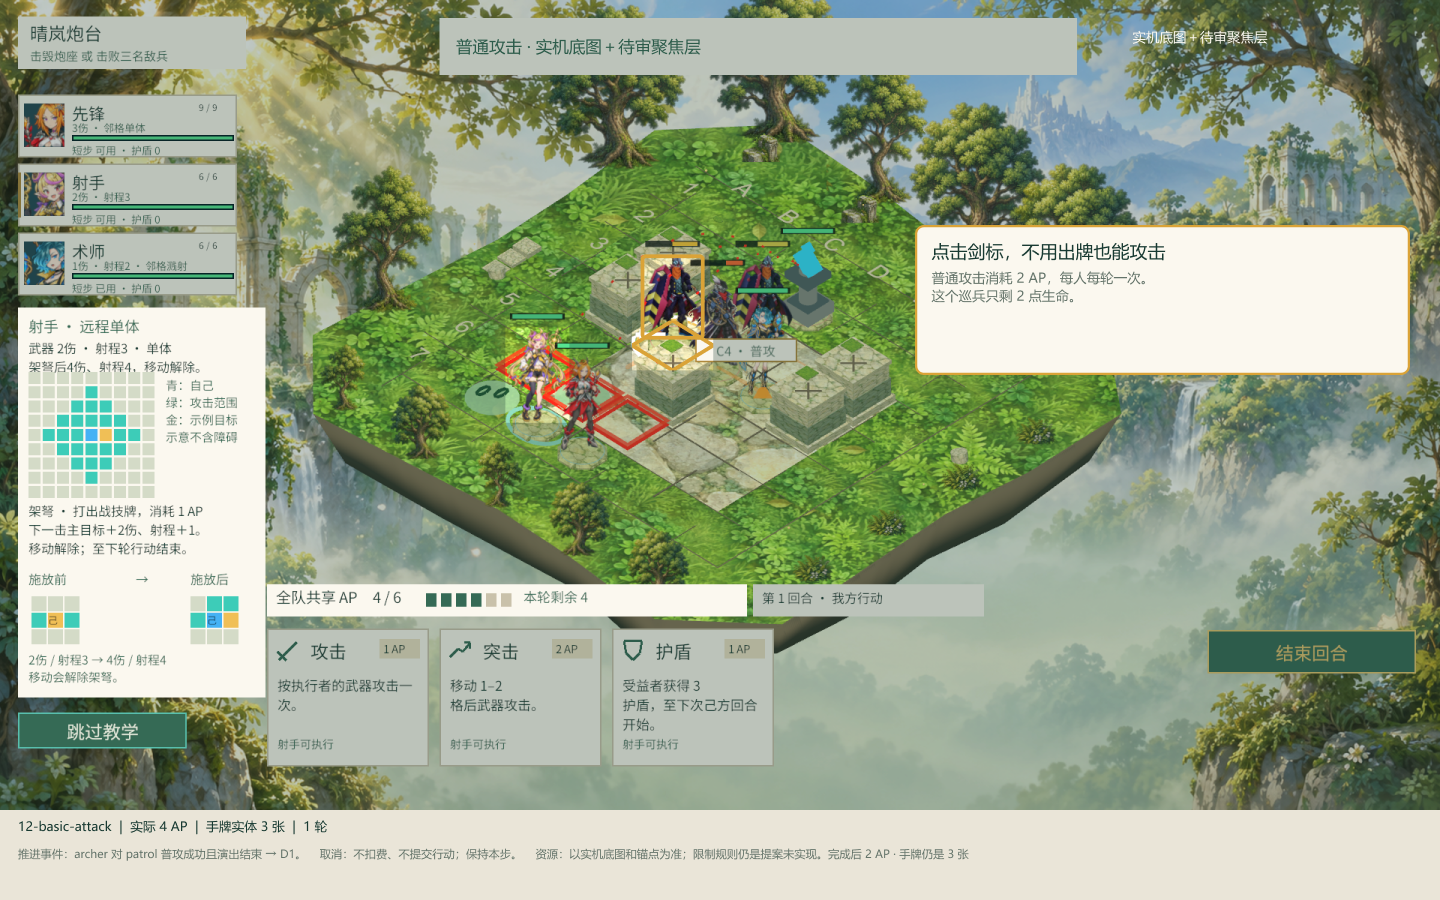 晴岚炮台
击毁炮座 或 击败三名敌兵
普通攻击 · 实机底图 + 待审聚焦层
实机底图 + 待审聚焦层
先锋
9 / 9
3伤 · 邻格单体
短步 可用 · 护盾 0
射手
6 / 6
2伤 · 射程3
短步 可用 · 护盾 0
术师
6 / 6
1伤 · 射程2 · 邻格溅射
短步 已用 · 护盾 0
射手 · 远程单体
武器 2伤 · 射程3 · 单体
架弩后4伤、射程4，移动解除。
青：自己
绿：攻击范围
金：示例目标
示意不含障碍
架弩 · 打出战技牌，消耗 1 AP
下一击主目标＋2伤、射程＋1。
移动解除；至下轮行动结束。
施放前 → 施放后
己
己
2伤 / 射程3 → 4伤 / 射程4
移动会解除架弩。
跳过教学
点击剑标，不用出牌也能攻击
普通攻击消耗 2 AP，每人每轮一次。
这个巡兵只剩 2 点生命。
C4 · 普攻
全队共享 AP 4 / 6 本轮剩余 4
第 1 回合 · 我方行动
攻击
1 AP
按执行者的武器攻击一
次。
射手可执行
突击
2 AP
移动 1–2
格后武器攻击。
射手可执行
护盾
1 AP
受益者获得 3
护盾，至下次己方回合
开始。
射手可执行
结束回合
12-basic-attack | 实际 4 AP | 手牌实体 3 张 | 1 轮
推进事件：archer 对 patrol 普攻成功且演出结束 → D1。 取消：不扣费、不提交行动；保持本步。 资源：以实机底图和锚点为准；限制规则仍是提案未实现。完成后 2 AP · 手牌仍是 3 张